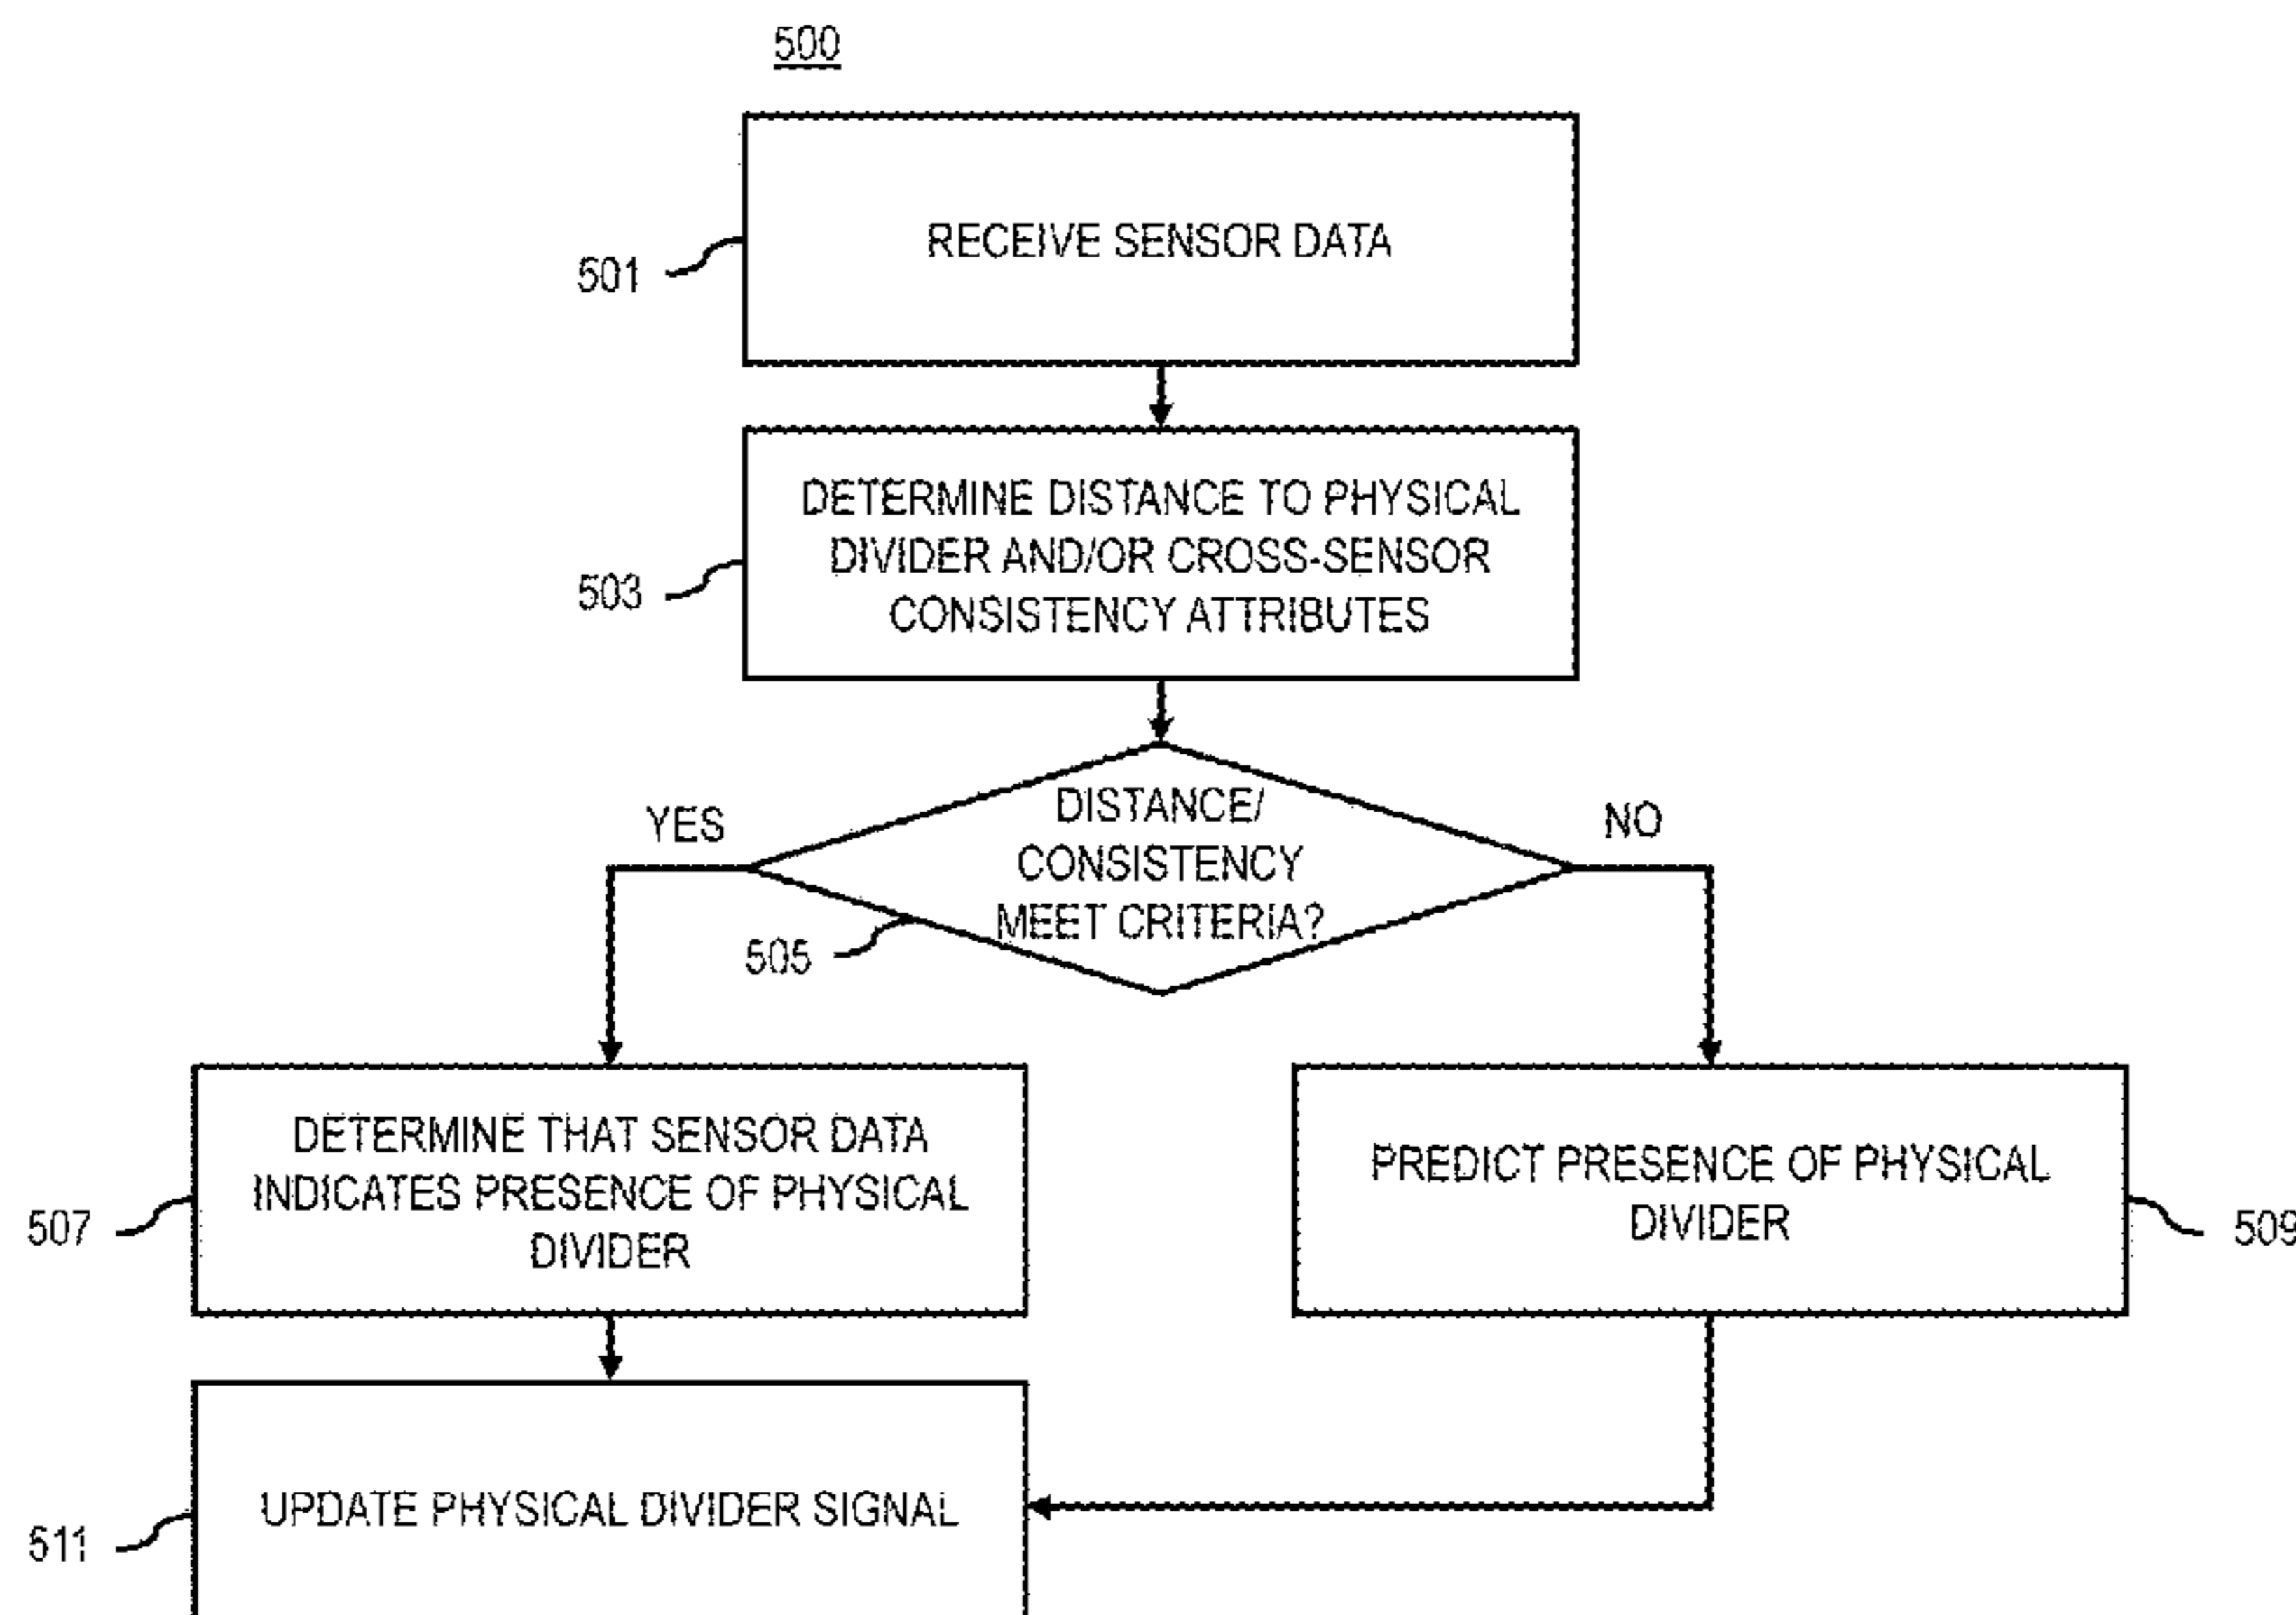 500
RECEIVE SENSOR DATA
501
DETERMINE DISTANCE TO PHYSICAL
DIVIDER AND/OR CROSS-SENSOR
CONSISTENCY ATTRIBUTES
503
DISTANCE/
CONSISTENCY
MEET CRITERIA?
YES
NO
505
DETERMINE THAT SENSOR DATA
INDICATES PRESENCE OF PHYSICAL
DIVIDER
507
PREDICT PRESENCE OF PHYSICAL
DIVIDER
509
UPDATE PHYSICAL DIVIDER SIGNAL
511